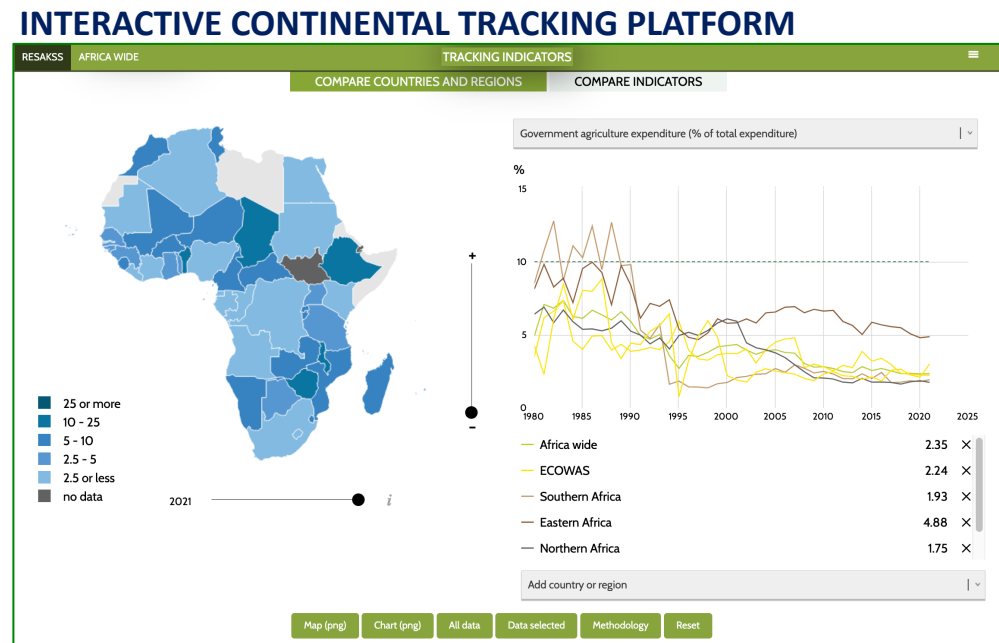 INTERACTIVE CONTINENTAL TRACKING PLATFORM
RESAKSS AFRICA WIDE TRACKING INDICATORS
COMPARE COUNTRIES AND REGIONS COMPARE INDICATORS
Government agriculture expenditure (% of total expenditure)
%
15
10
5
0
1980 1985 1990 1995 2000 2005 2010 2015 2020 2025
+
−
25 or more
10 - 25
5 - 10
2.5 - 5
2.5 or less
no data
2021
i
Africa wide 2.35 ×
ECOWAS 2.24 ×
Southern Africa 1.93 ×
Eastern Africa 4.88 ×
Northern Africa 1.75 ×
Add country or region
Map (png) Chart (png) All data Data selected Methodology Reset